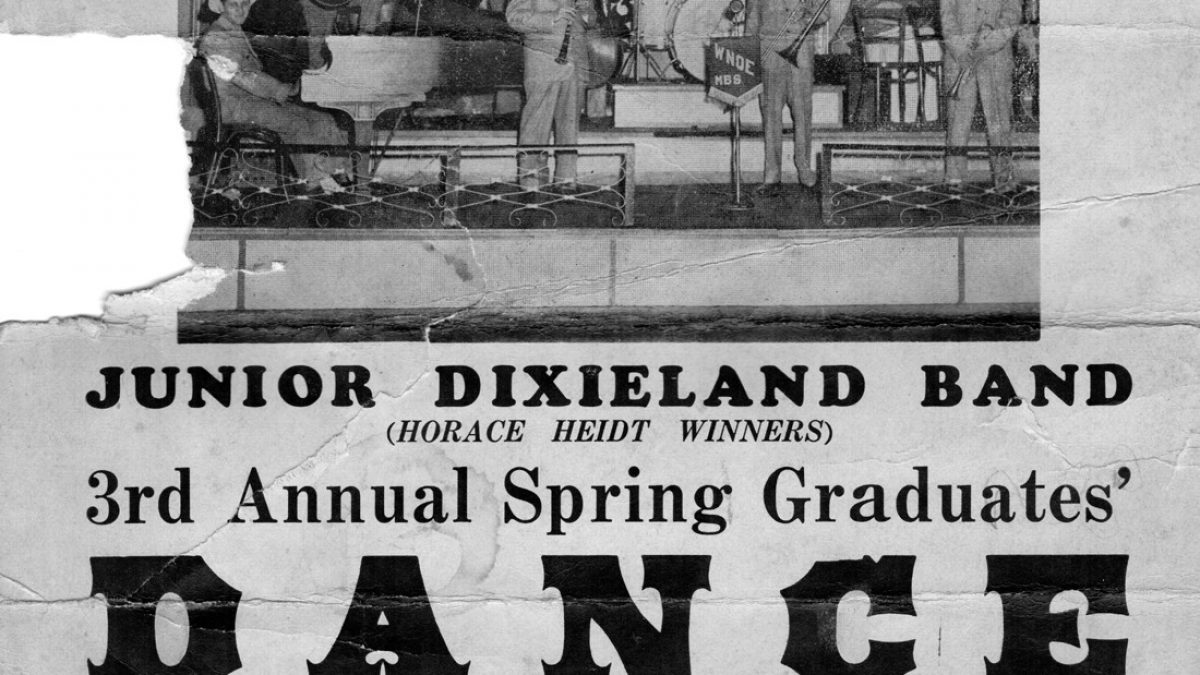 WNOE
MBS
JUNIOR DIXIELAND BAND
(HORACE HEIDT WINNERS)
3rd Annual Spring Graduates'
DANCE